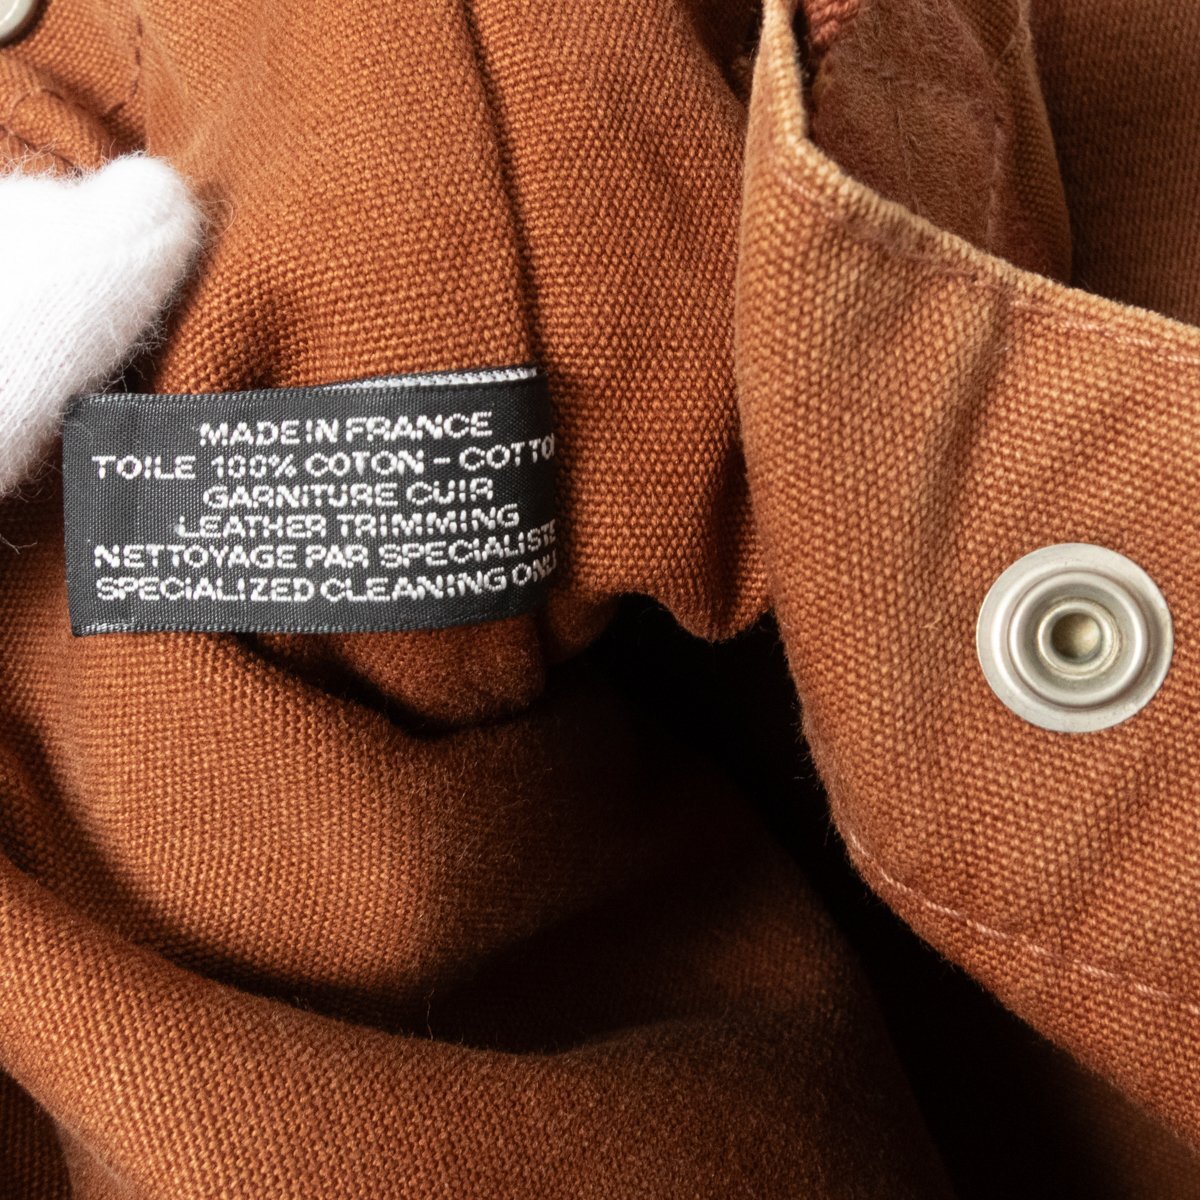 MADE IN FRANCE
TOILE 100% COTON - COTTO
GARNITURE CUIR
LEATHER TRIMMING
NETTOYAGE PAR SPECIALISTE
SPECIALIZED CLEANING ONL